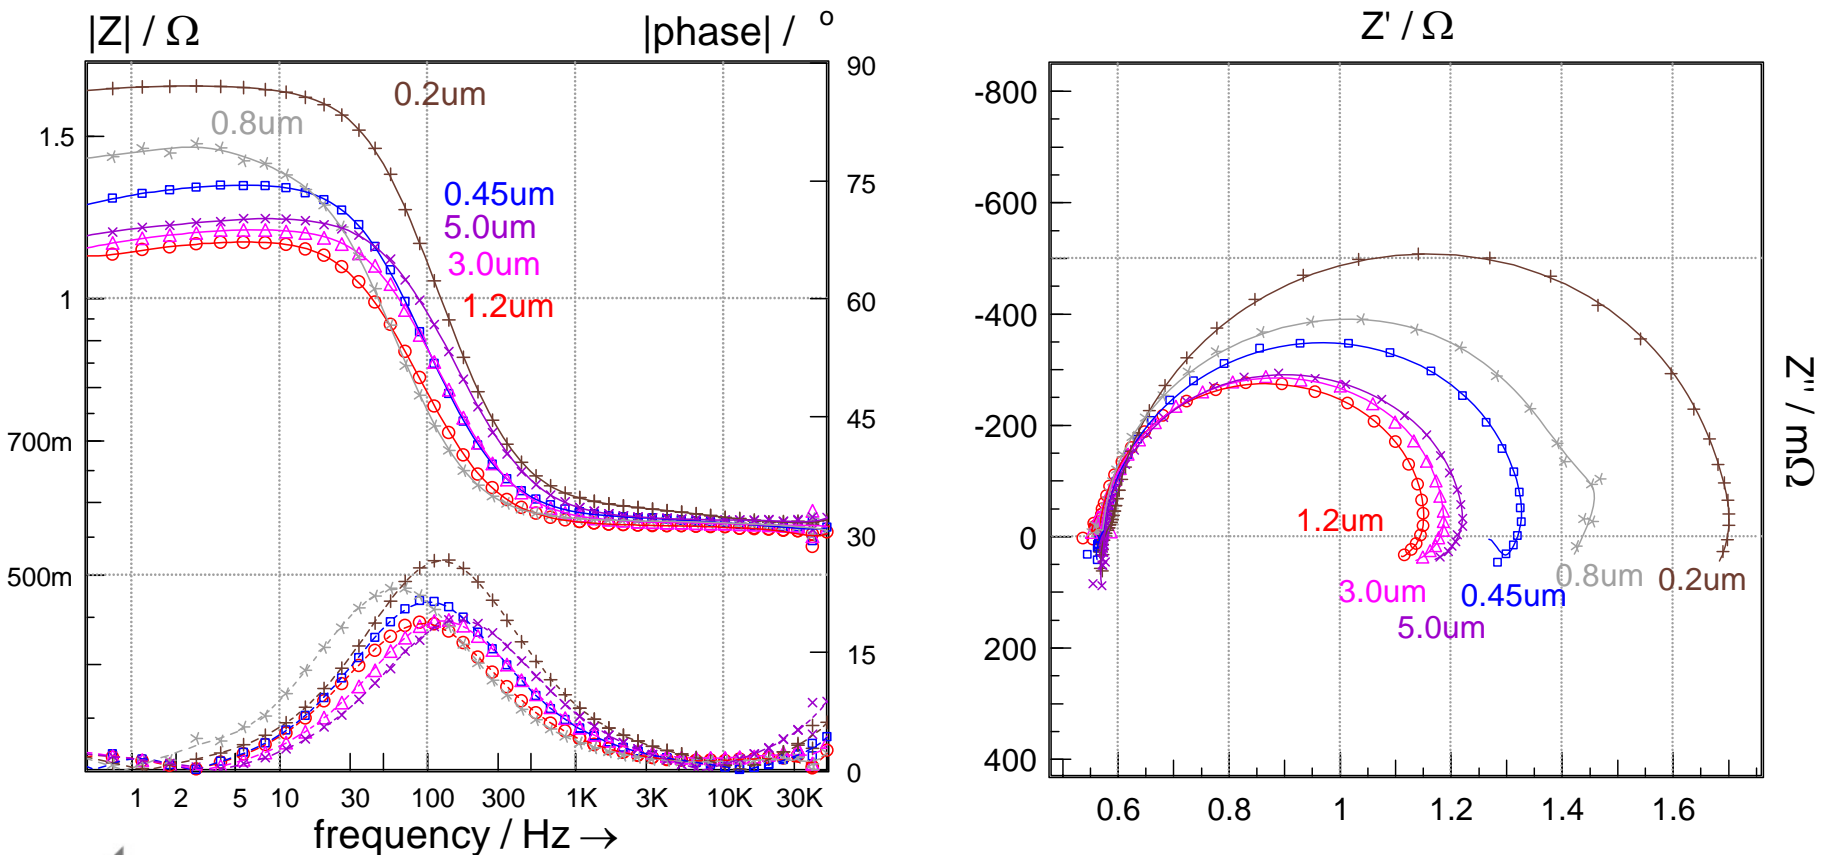 |Z| / Ω
|phase| / °
90
0.2um
0.8um
1.5
75
0.45um
5.0um
3.0um
1
60
1.2um
45
700m
30
500m
15
0
1 2 5 10 30 100 300 1K 3K 10K 30K
frequency / Hz →
Z' / Ω
-800
-600
-400
-200
0
200
400
1.2um
3.0um
5.0um
0.45um
0.8um
0.2um
Z'' / mΩ
0.6 0.8 1 1.2 1.4 1.6